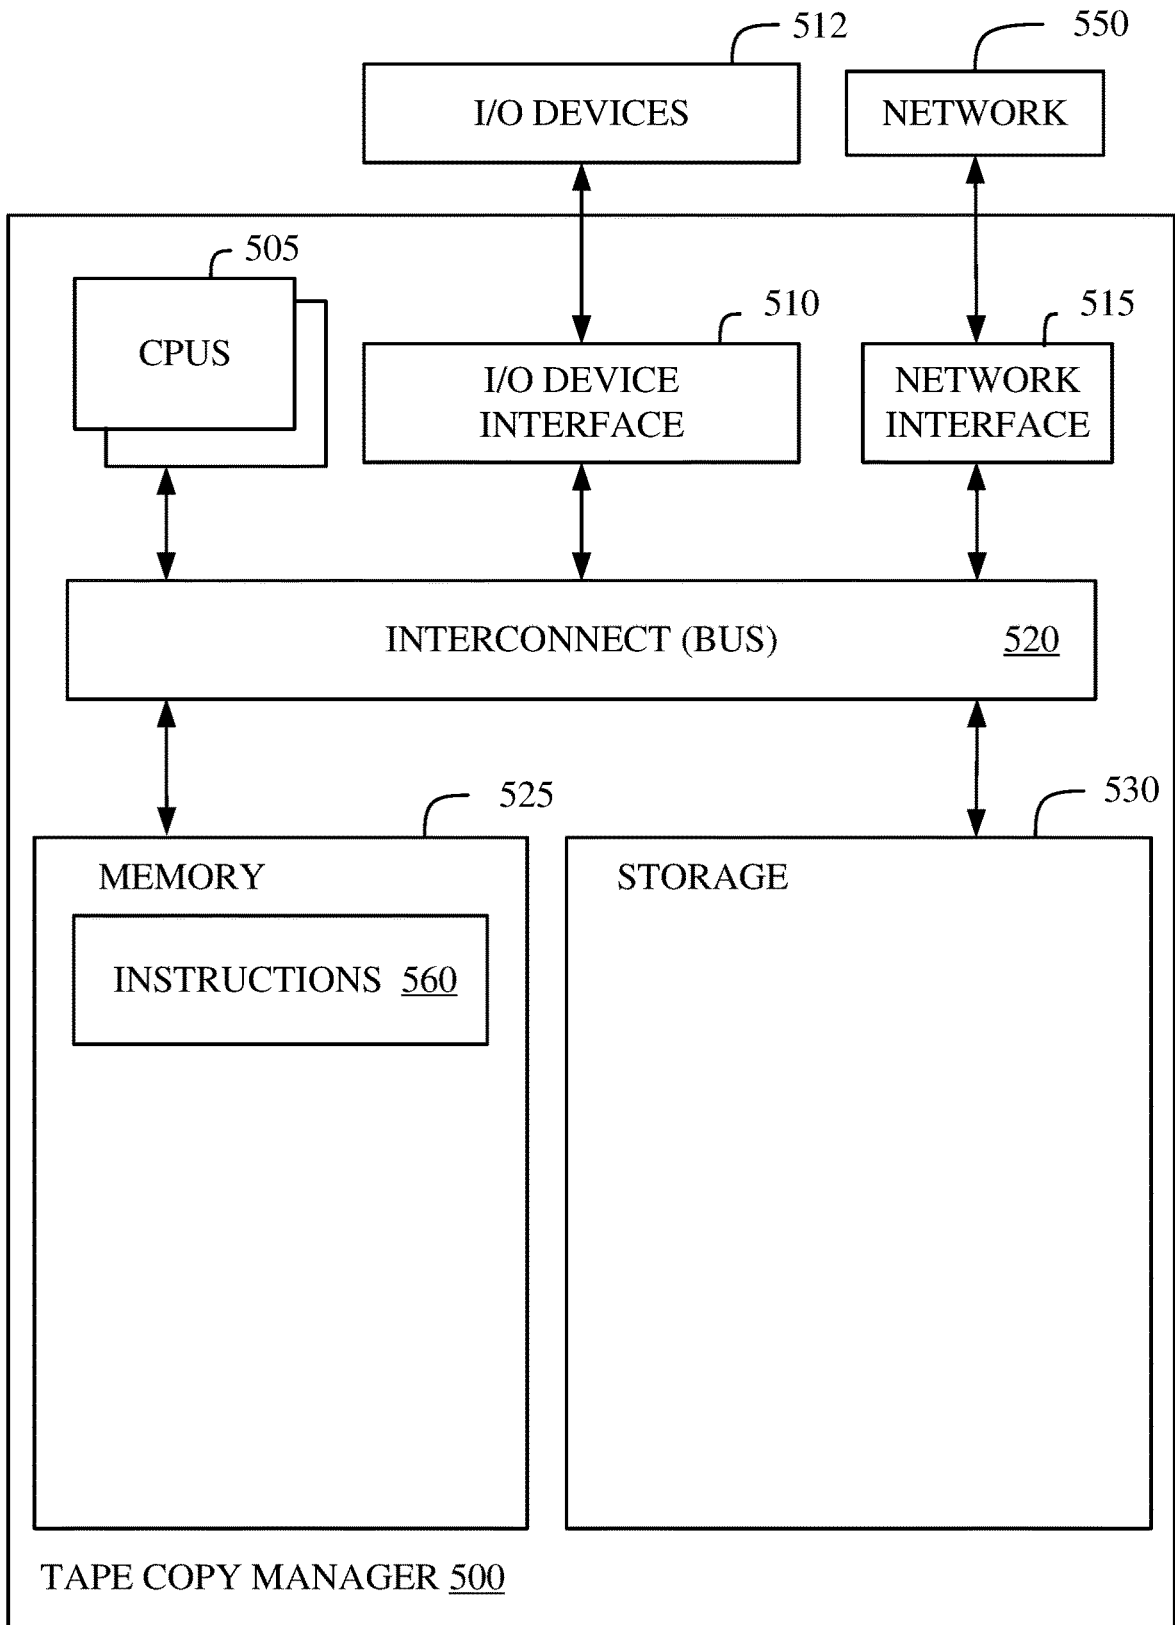 512
550
I/O DEVICES
NETWORK
505
510
515
CPUS
I/O DEVICE
INTERFACE
NETWORK
INTERFACE
INTERCONNECT (BUS) 520
525
530
MEMORY
STORAGE
INSTRUCTIONS 560
TAPE COPY MANAGER 500